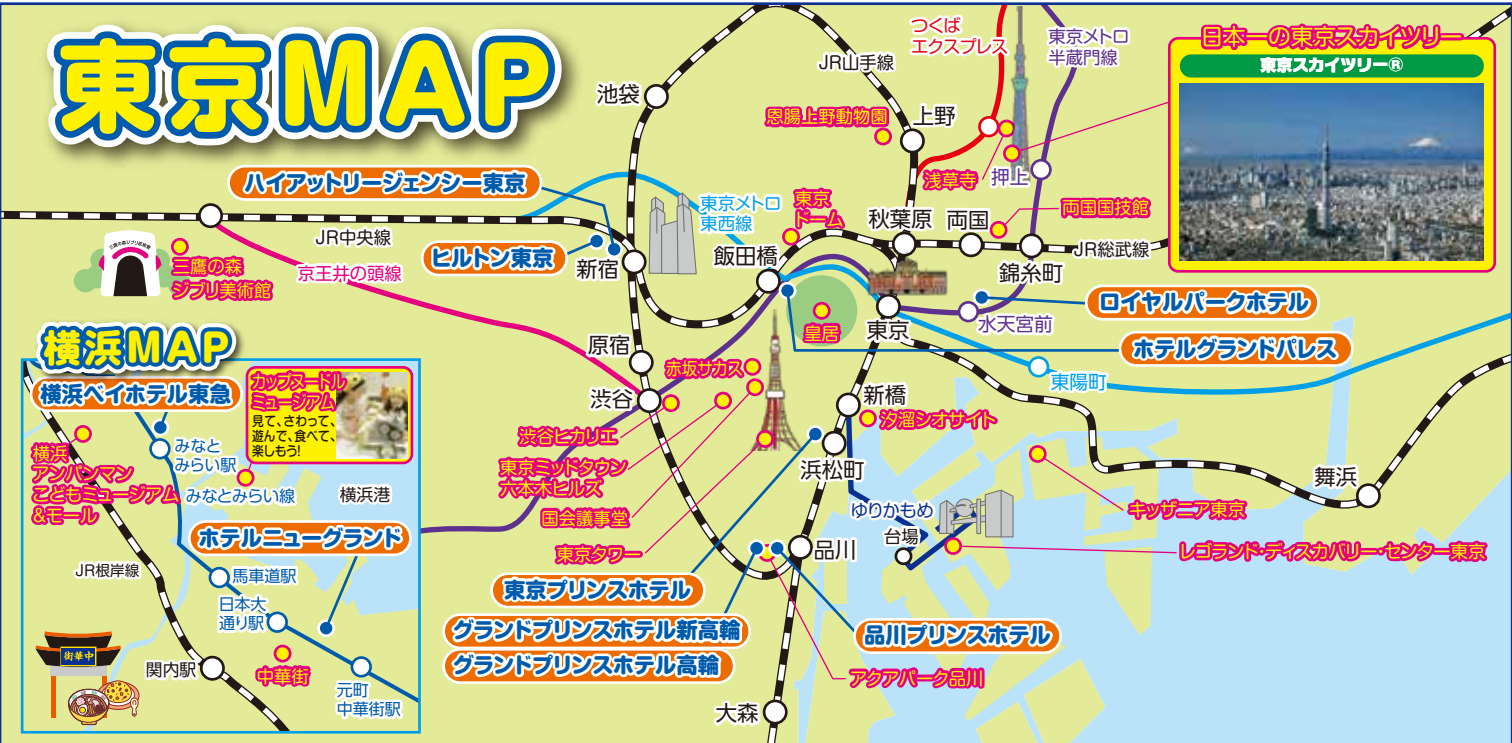 東京MAP
つくば
エクスプレス
東京メトロ
半蔵門線
日本一の東京スカイツリー
東京スカイツリー®
JR山手線
池袋
恩腸上野動物園
上野
浅草寺
押上
ハイアットリージェンシー東京
東京メトロ
東西線
東京
ドーム
秋葉原
両国
両国国技館
JR中央線
ヒルトン東京
新宿
飯田橋
錦糸町
JR総武線
三鷹の森ジブリ美術館
三鷹の森
ジブリ美術館
京王井の頭線
皇居
東京
水天宮前
ロイヤルパークホテル
ホテルグランドパレス
原宿
赤坂サカス
東陽町
渋谷
新橋
汐溜シオサイト
渋谷ヒカリエ
東京ミッドタウン
六本木ヒルズ
浜松町
国会議事堂
東京タワー
ゆりかもめ
台場
舞浜
キッザニア東京
レゴランド・ディスカバリー・センター東京
品川
東京プリンスホテル
グランドプリンスホテル新高輪
グランドプリンスホテル高輪
品川プリンスホテル
アクアパーク品川
大森
横浜MAP
横浜ベイホテル東急
カップヌードル
ミュージアム
見て、さわって、
遊んで、食べて、
楽しもう!
横浜
アンパンマン
こどもミュージアム
&モール
みなと
みらい駅
みなとみらい線
横浜港
ホテルニューグランド
JR根岸線
馬車道駅
日本大
通り駅
関内駅
中華街
元町
中華街駅
街華中